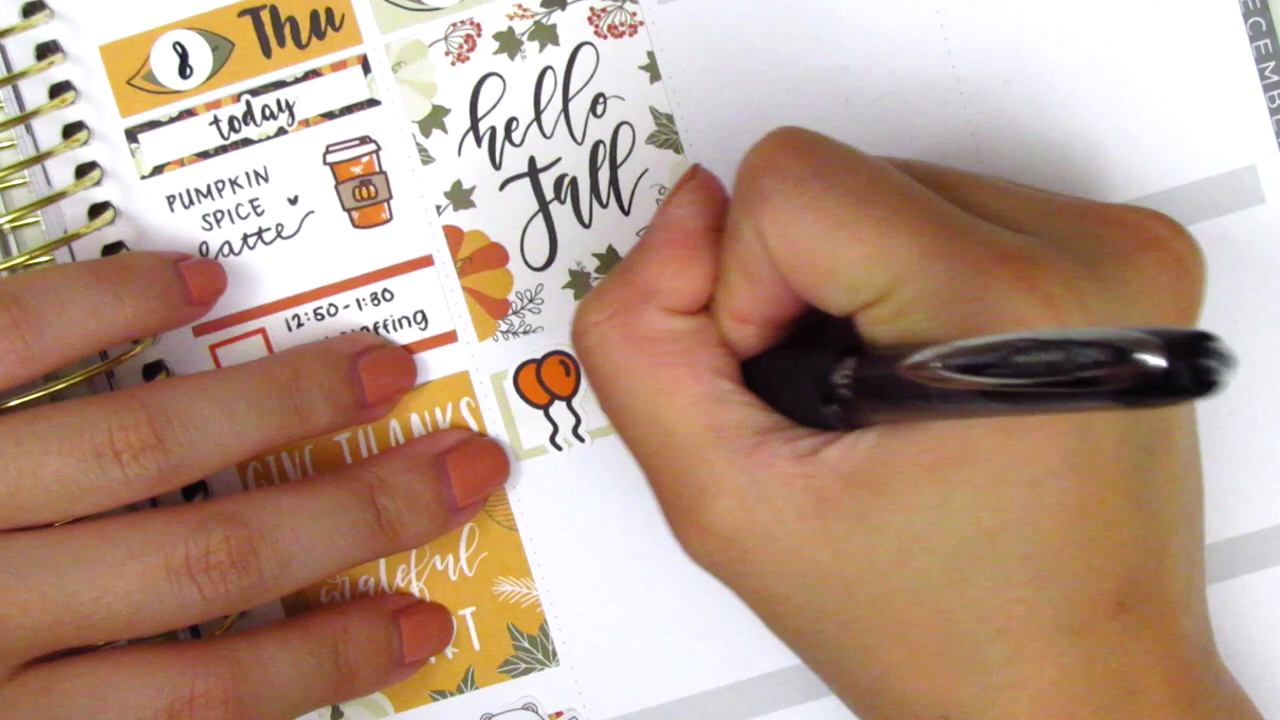 8 Thu
today
PUMPKIN
SPICE
latte
12:50-1:30
GIVE THANKS
grateful
hello
Fall